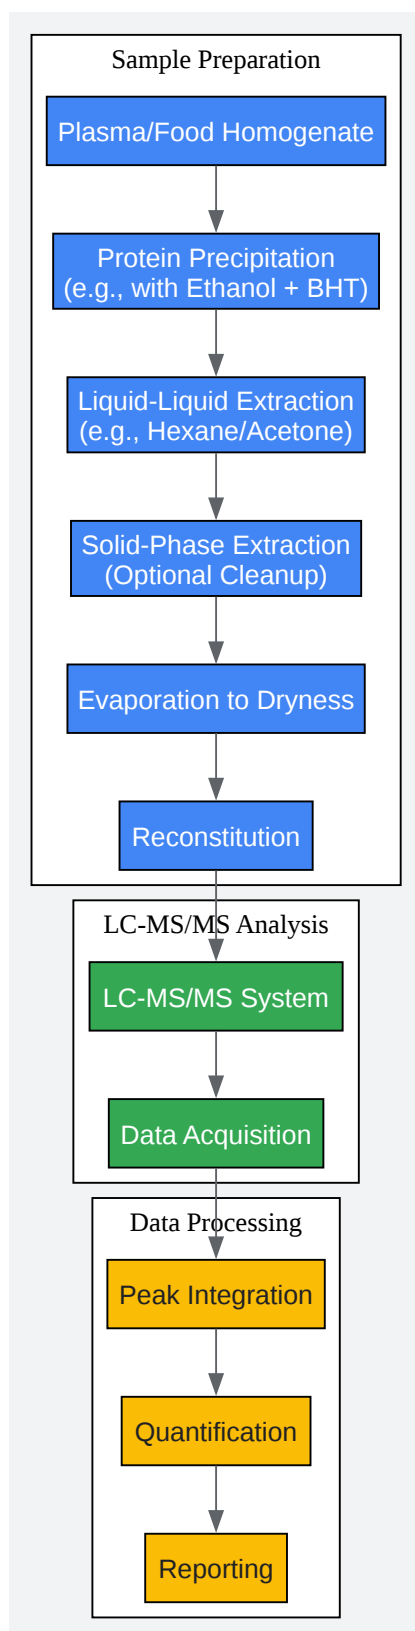 Sample Preparation
Plasma/Food Homogenate
Protein Precipitation
(e.g., with Ethanol + BHT)
Liquid-Liquid Extraction
(e.g., Hexane/Acetone)
Solid-Phase Extraction
(Optional Cleanup)
Evaporation to Dryness
Reconstitution
LC-MS/MS Analysis
LC-MS/MS System
Data Acquisition
Data Processing
Peak Integration
Quantification
Reporting